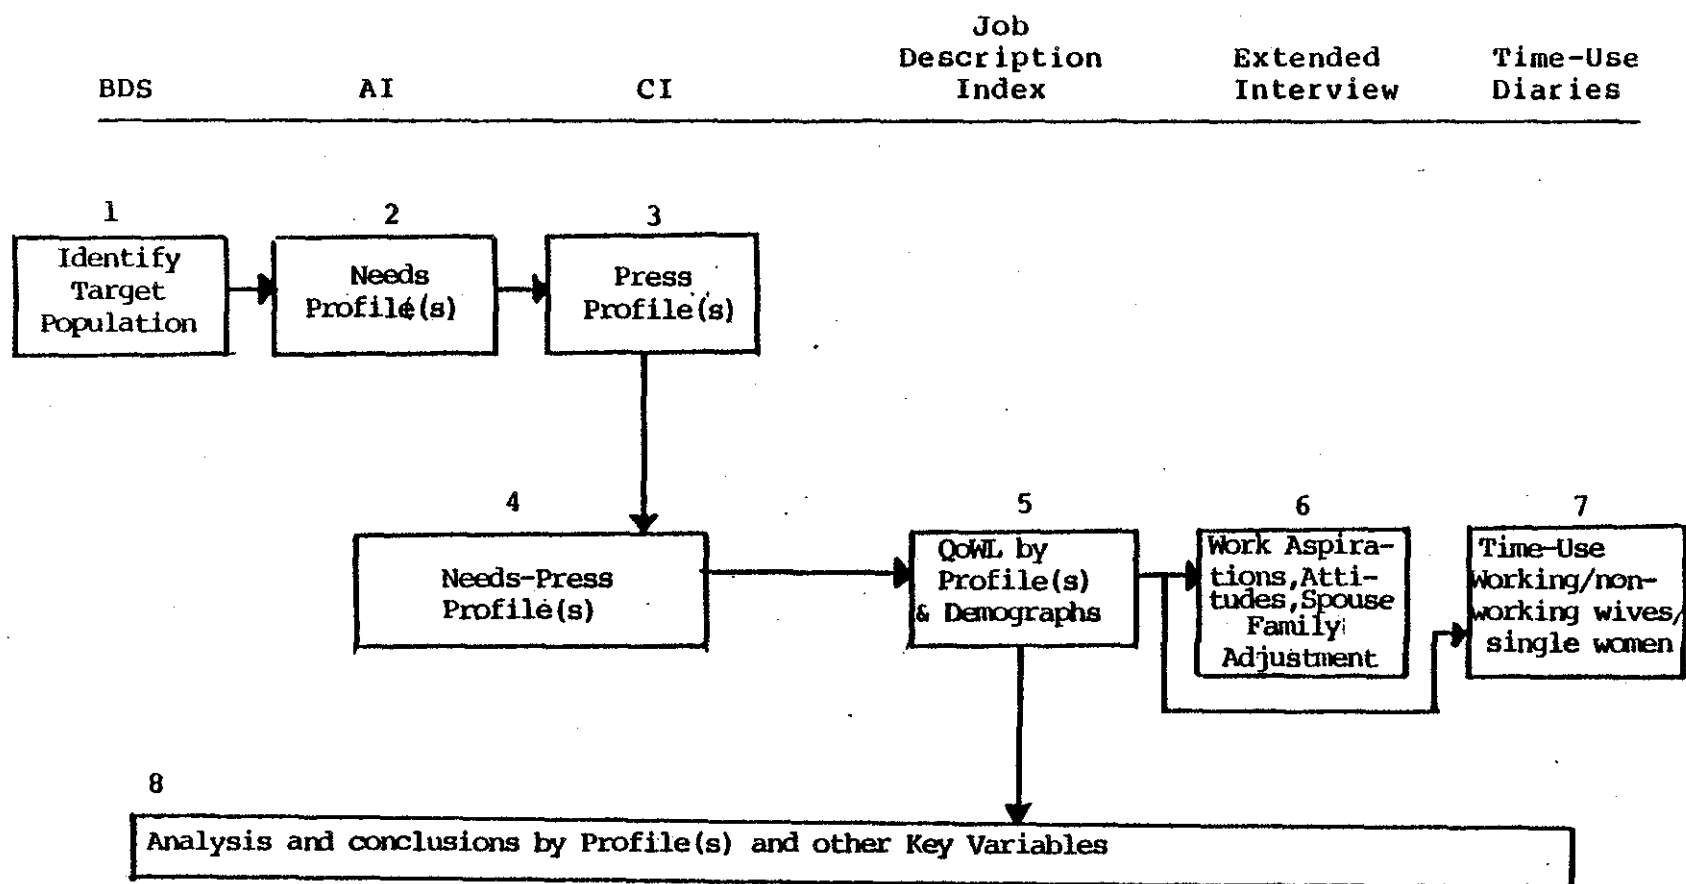 Job
Description
Index
Extended
Interview
Time-Use
Diaries
BDS
AI
CI
1
Identify
Target
Population
2
Needs
Profile(s)
3
Press
Profile(s)
4
Needs-Press
Profile(s)
5
QoWL by
Profile(s)
& Demographs
6
Work Aspira-
tions,Atti-
tudes,Spouse
Family
Adjustment
7
Time-Use
Working/non-
working wives/
single women
8
Analysis and conclusions by Profile(s) and other Key Variables